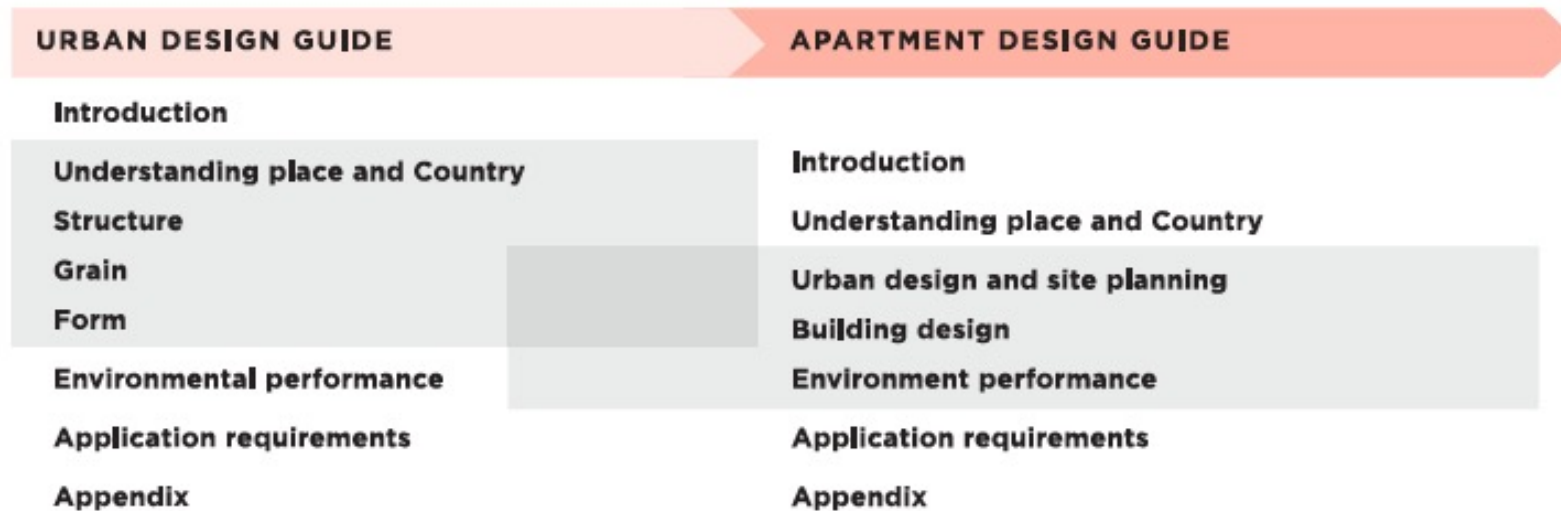 URBAN DESIGN GUIDE
Introduction
Understanding place and Country
Structure
Grain
Form
Environmental performance
Application requirements
Appendix
APARTMENT DESIGN GUIDE
Introduction
Understanding place and Country
Urban design and site planning
Building design
Environment performance
Application requirements
Appendix